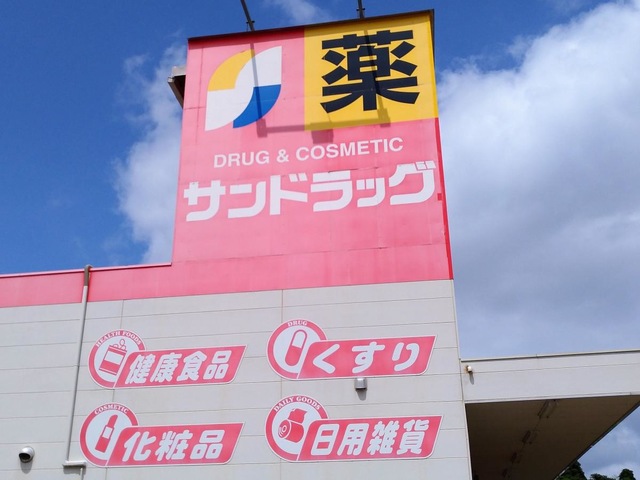 薬
DRUG & COSMETIC
サンドラッグ
HEALTH FOODS
健康食品
DRUG
くすり
COSMETIC
化粧品
DAILY GOODS
日用雑貨